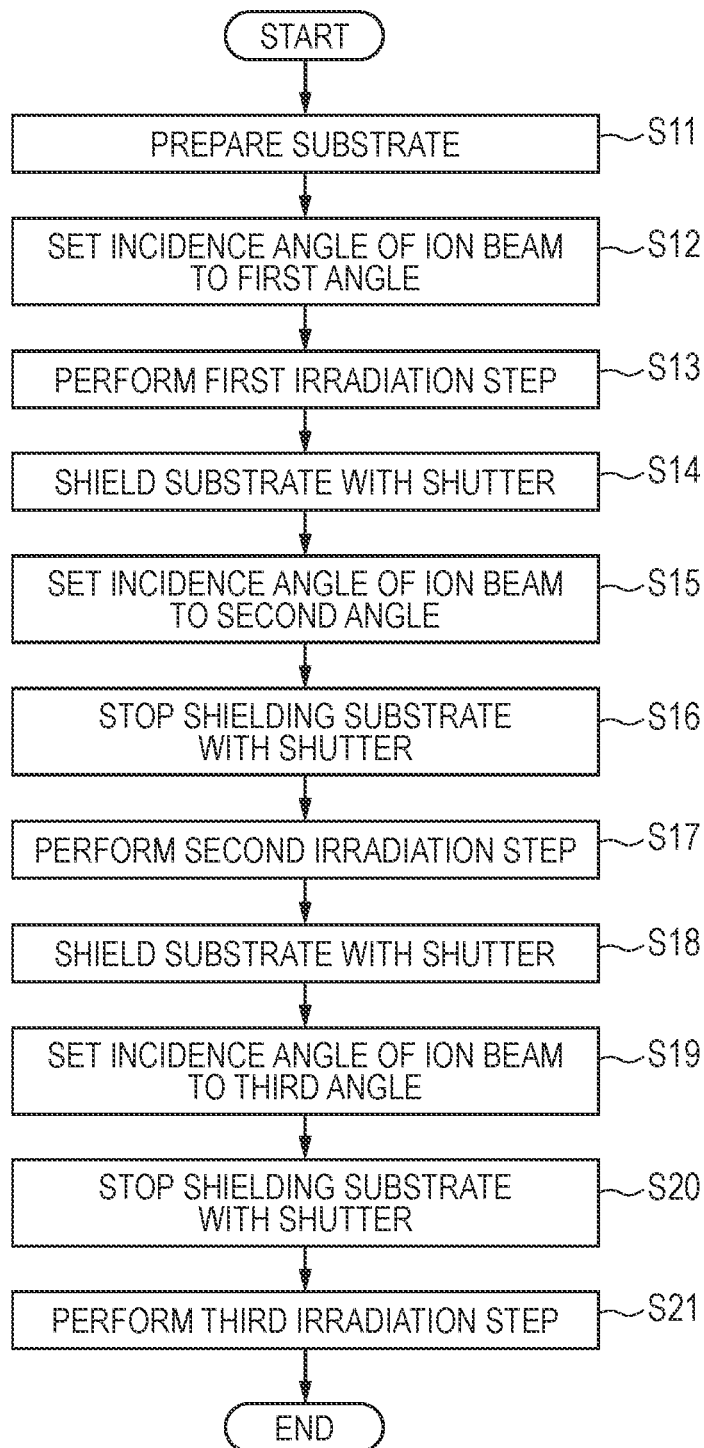 START
PREPARE SUBSTRATE
S11
SET INCIDENCE ANGLE OF ION BEAM
TO FIRST ANGLE
S12
PERFORM FIRST IRRADIATION STEP
S13
SHIELD SUBSTRATE WITH SHUTTER
S14
SET INCIDENCE ANGLE OF ION BEAM
TO SECOND ANGLE
S15
STOP SHIELDING SUBSTRATE
WITH SHUTTER
S16
PERFORM SECOND IRRADIATION STEP
S17
SHIELD SUBSTRATE WITH SHUTTER
S18
SET INCIDENCE ANGLE OF ION BEAM
TO THIRD ANGLE
S19
STOP SHIELDING SUBSTRATE
WITH SHUTTER
S20
PERFORM THIRD IRRADIATION STEP
S21
END